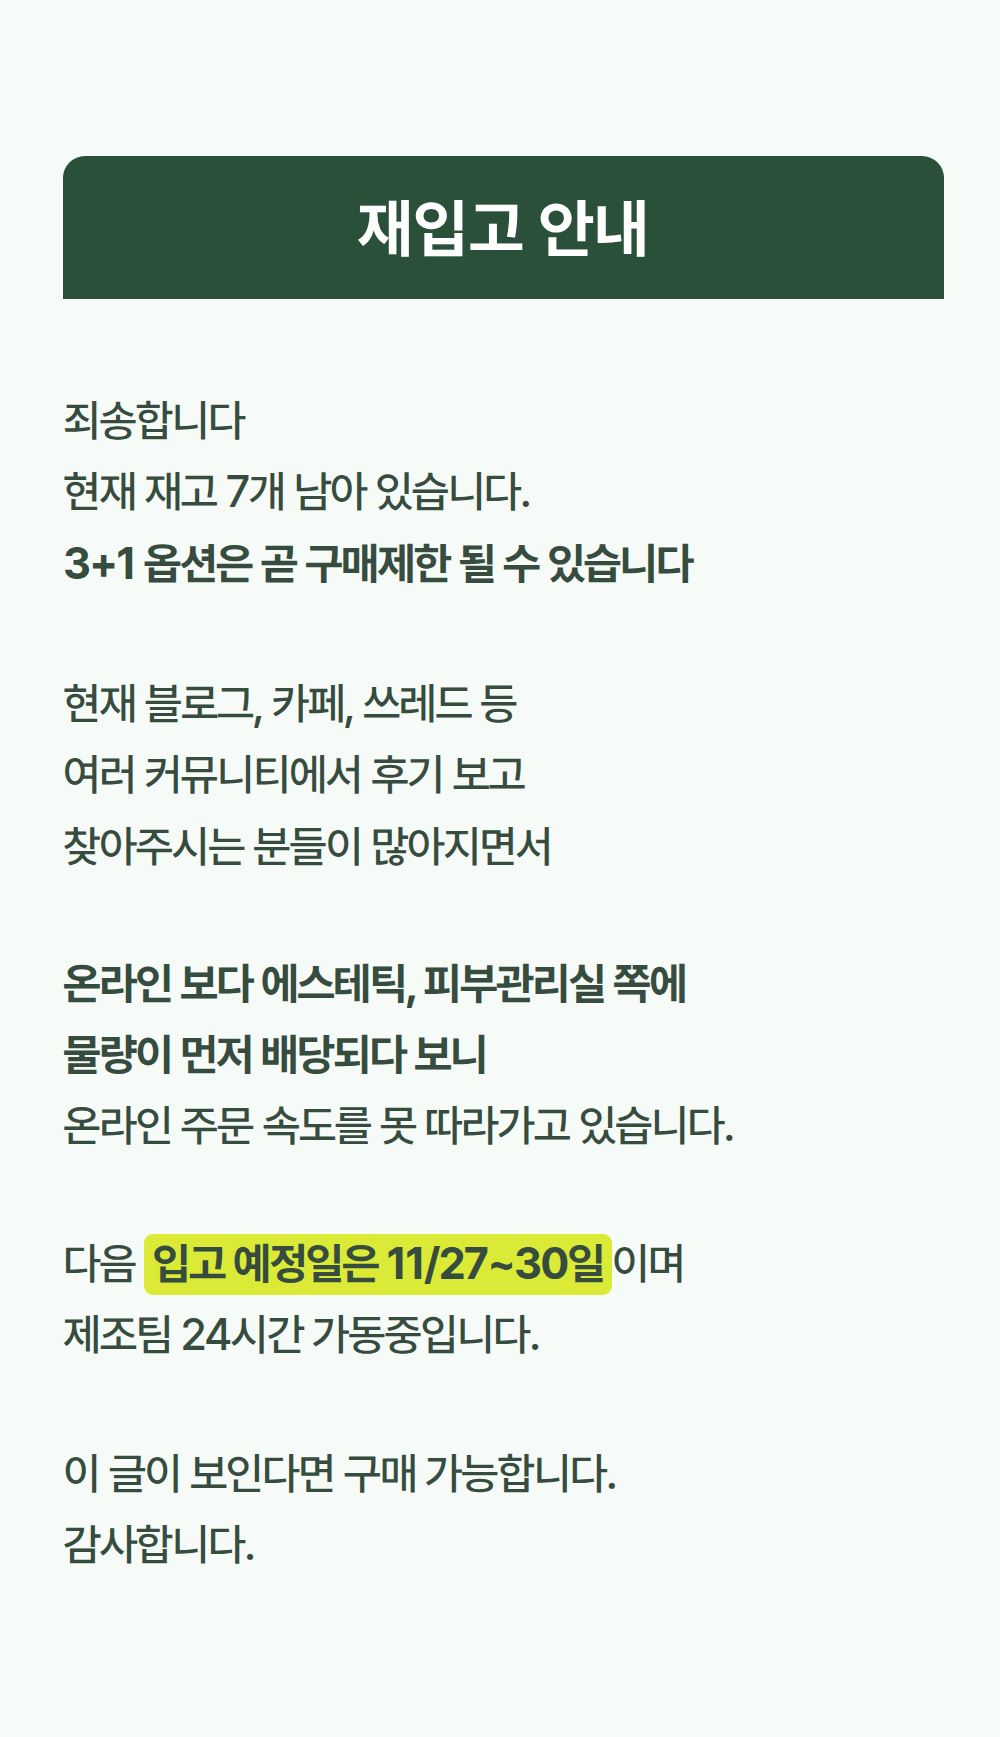 재입고 안내
죄송합니다
현재 재고 7개 남아 있습니다.
3+1 옵션은 곧 구매제한 될 수 있습니다
현재 블로그, 카페, 쓰레드 등
여러 커뮤니티에서 후기 보고
찾아주시는 분들이 많아지면서
온라인 보다 에스테틱, 피부관리실 쪽에
물량이 먼저 배당되다 보니
온라인 주문 속도를 못 따라가고 있습니다.
다음 입고 예정일은 11/27~30일이며
제조팀 24시간 가동중입니다.
이 글이 보인다면 구매 가능합니다.
감사합니다.